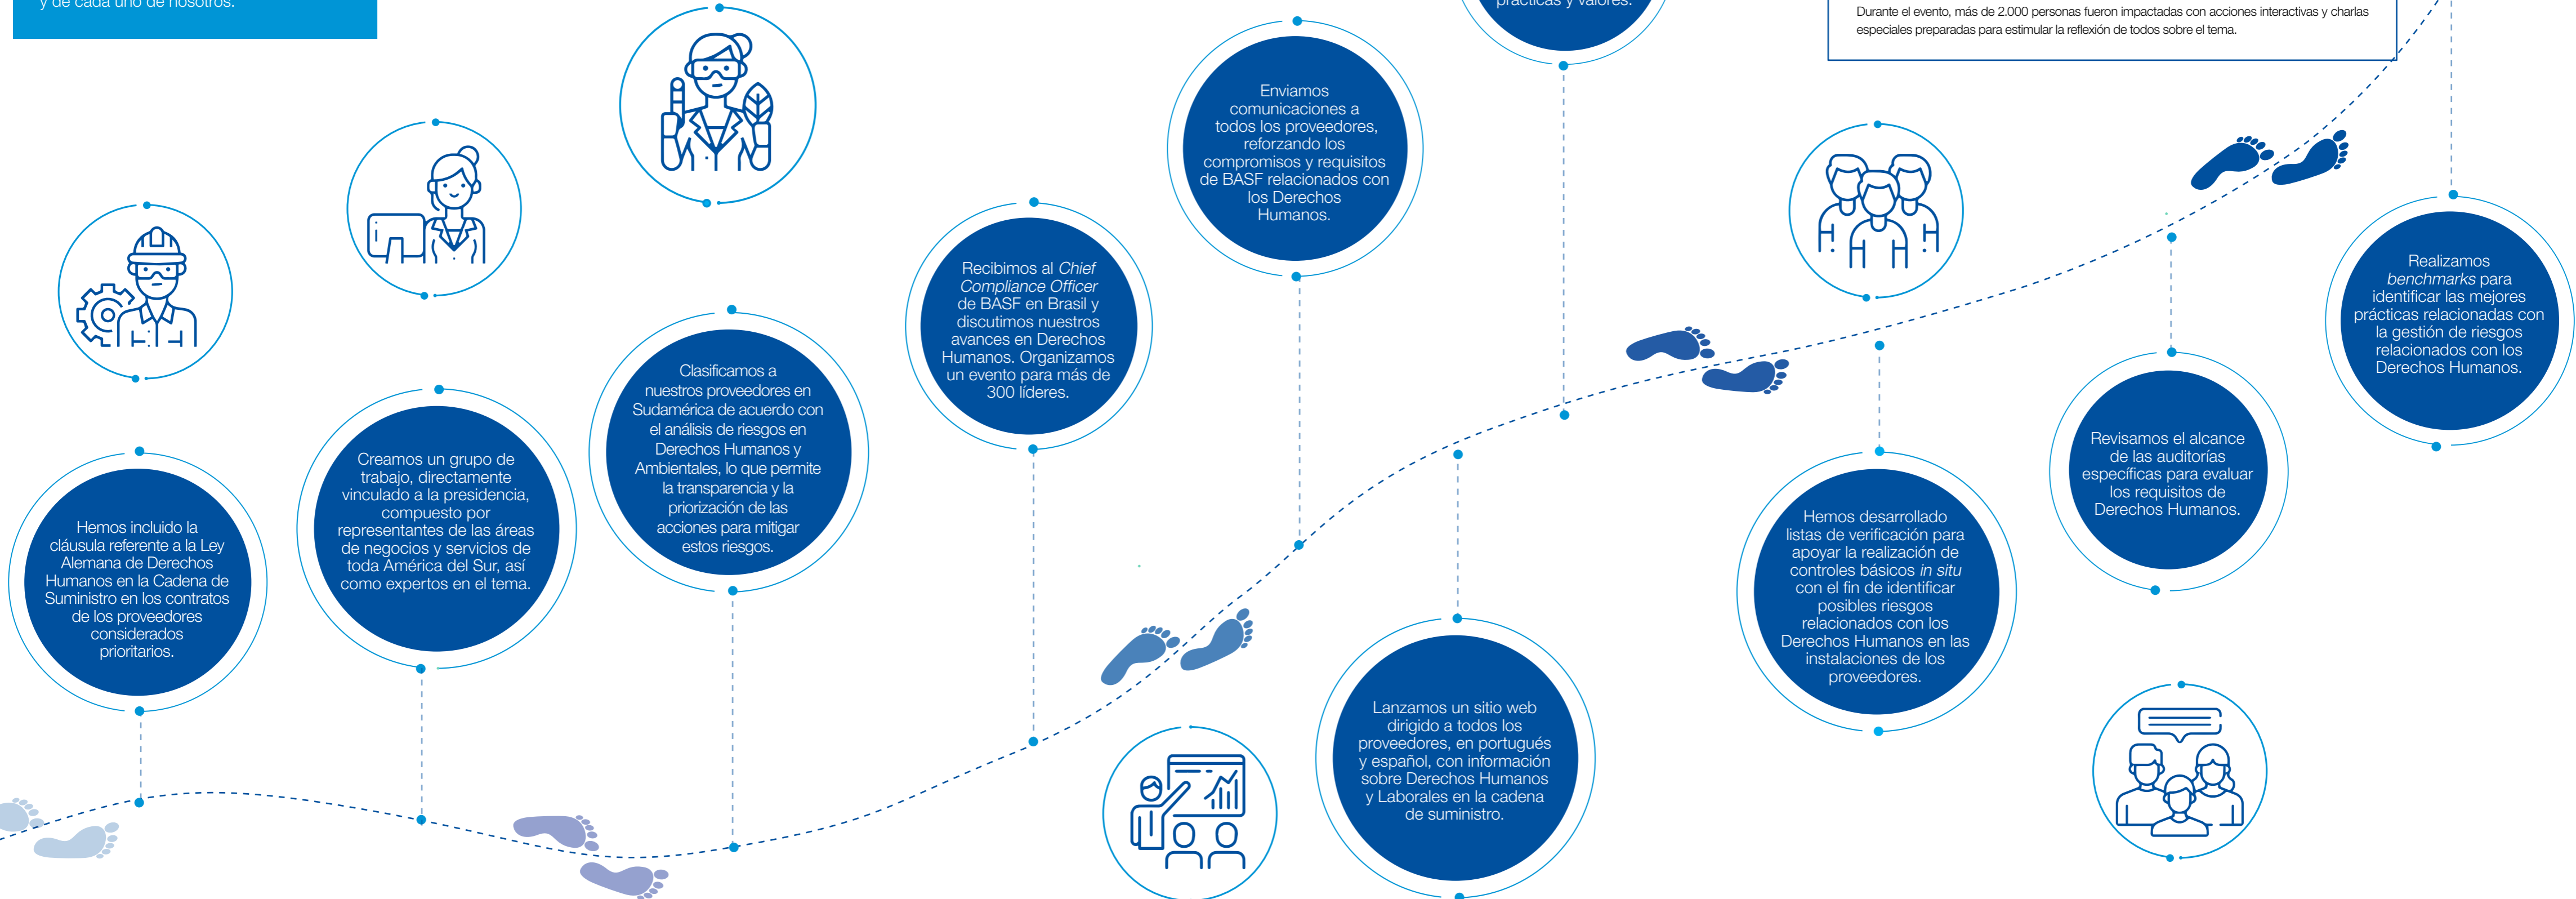 y de cada uno de nosotros.
Hemos incluido la
cláusula referente a la Ley
Alemana de Derechos
Humanos en la Cadena de
Suministro en los contratos
de los proveedores
considerados
prioritarios.
Creamos un grupo de
trabajo, directamente
vinculado a la presidencia,
compuesto por
representantes de las áreas
de negocios y servicios de
toda América del Sur, así
como expertos en el tema.
Clasificamos a
nuestros proveedores en
Sudamérica de acuerdo con
el análisis de riesgos en
Derechos Humanos y
Ambientales, lo que permite
la transparencia y la
priorización de las
acciones para mitigar
estos riesgos.
Recibimos al Chief
Compliance Officer
de BASF en Brasil y
discutimos nuestros
avances en Derechos
Humanos. Organizamos
un evento para más de
300 líderes.
Enviamos
comunicaciones a
todos los proveedores,
reforzando los
compromisos y requisitos
de BASF relacionados con
los Derechos
Humanos.
Lanzamos un sitio web
dirigido a todos los
proveedores, en portugués
y español, con información
sobre Derechos Humanos
y Laborales en la cadena
de suministro.
prácticas y valores.
Durante el evento, más de 2.000 personas fueron impactadas con acciones interactivas y charlas
especiales preparadas para estimular la reflexión de todos sobre el tema.
Hemos desarrollado
listas de verificación para
apoyar la realización de
controles básicos in situ
con el fin de identificar
posibles riesgos
relacionados con los
Derechos Humanos en las
instalaciones de los
proveedores.
Revisamos el alcance
de las auditorías
específicas para evaluar
los requisitos de
Derechos Humanos.
Realizamos
benchmarks para
identificar las mejores
prácticas relacionadas con
la gestión de riesgos
relacionados con los
Derechos Humanos.